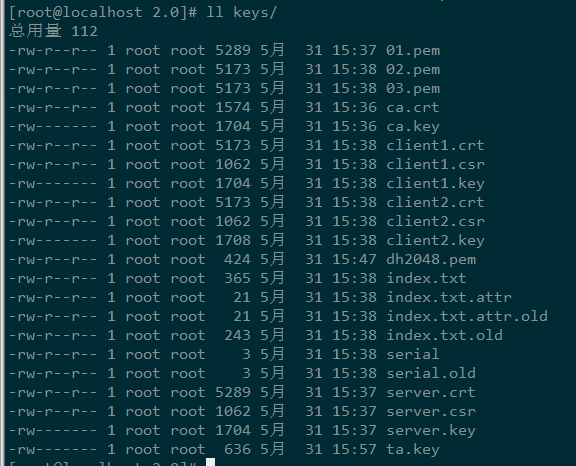 [root@localhost 2.0]# ll keys/
总用量 112
-rw-r--r-- 1 root root 5289 5月  31 15:37 01.pem
-rw-r--r-- 1 root root 5173 5月  31 15:38 02.pem
-rw-r--r-- 1 root root 5173 5月  31 15:38 03.pem
-rw-r--r-- 1 root root 1574 5月  31 15:36 ca.crt
-rw------- 1 root root 1704 5月  31 15:36 ca.key
-rw-r--r-- 1 root root 5173 5月  31 15:38 client1.crt
-rw-r--r-- 1 root root 1062 5月  31 15:38 client1.csr
-rw------- 1 root root 1704 5月  31 15:38 client1.key
-rw-r--r-- 1 root root 5173 5月  31 15:38 client2.crt
-rw-r--r-- 1 root root 1062 5月  31 15:38 client2.csr
-rw------- 1 root root 1708 5月  31 15:38 client2.key
-rw-r--r-- 1 root root  424 5月  31 15:47 dh2048.pem
-rw-r--r-- 1 root root  365 5月  31 15:38 index.txt
-rw-r--r-- 1 root root   21 5月  31 15:38 index.txt.attr
-rw-r--r-- 1 root root   21 5月  31 15:38 index.txt.attr.old
-rw-r--r-- 1 root root  243 5月  31 15:38 index.txt.old
-rw-r--r-- 1 root root    3 5月  31 15:38 serial
-rw-r--r-- 1 root root    3 5月  31 15:38 serial.old
-rw-r--r-- 1 root root 5289 5月  31 15:37 server.crt
-rw-r--r-- 1 root root 1062 5月  31 15:37 server.csr
-rw------- 1 root root 1704 5月  31 15:37 server.key
-rw------- 1 root root  636 5月  31 15:57 ta.key
[root@localhost 2.0]#